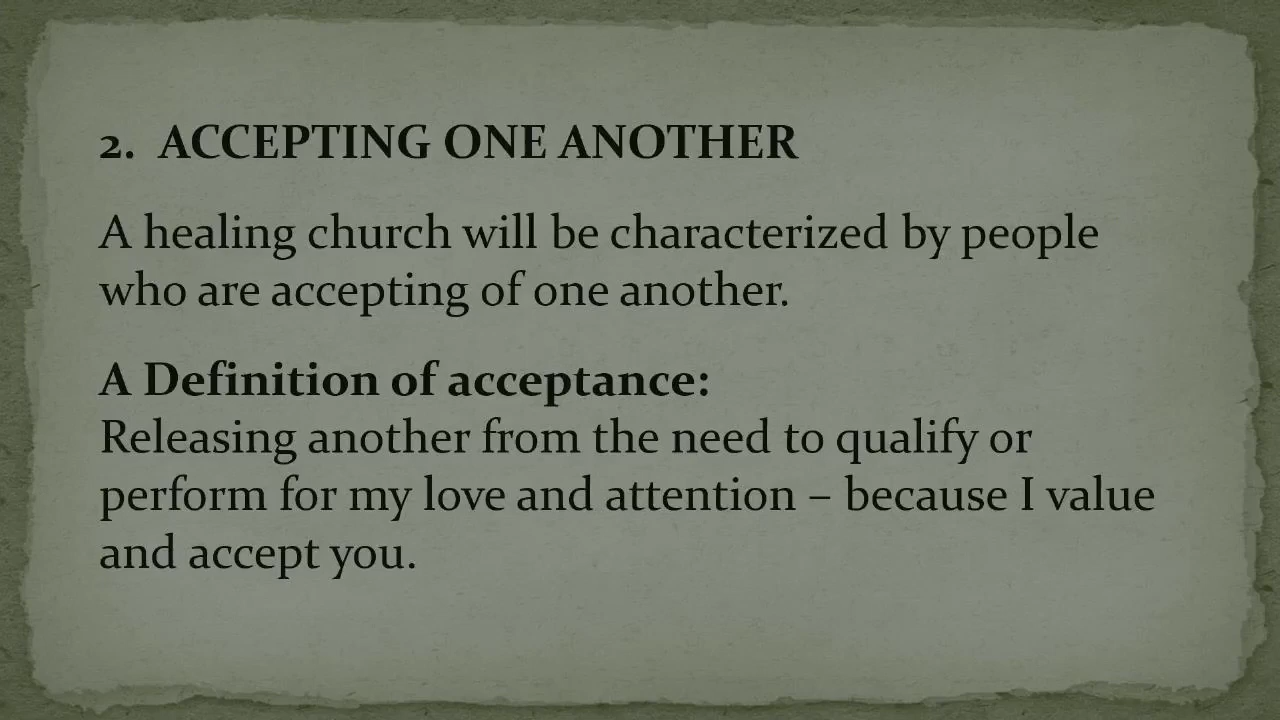 2. ACCEPTING ONE ANOTHER
A healing church will be characterized by people
who are accepting of one another.
A Definition of acceptance:
Releasing another from the need to qualify or
perform for my love and attention – because I value
and accept you.